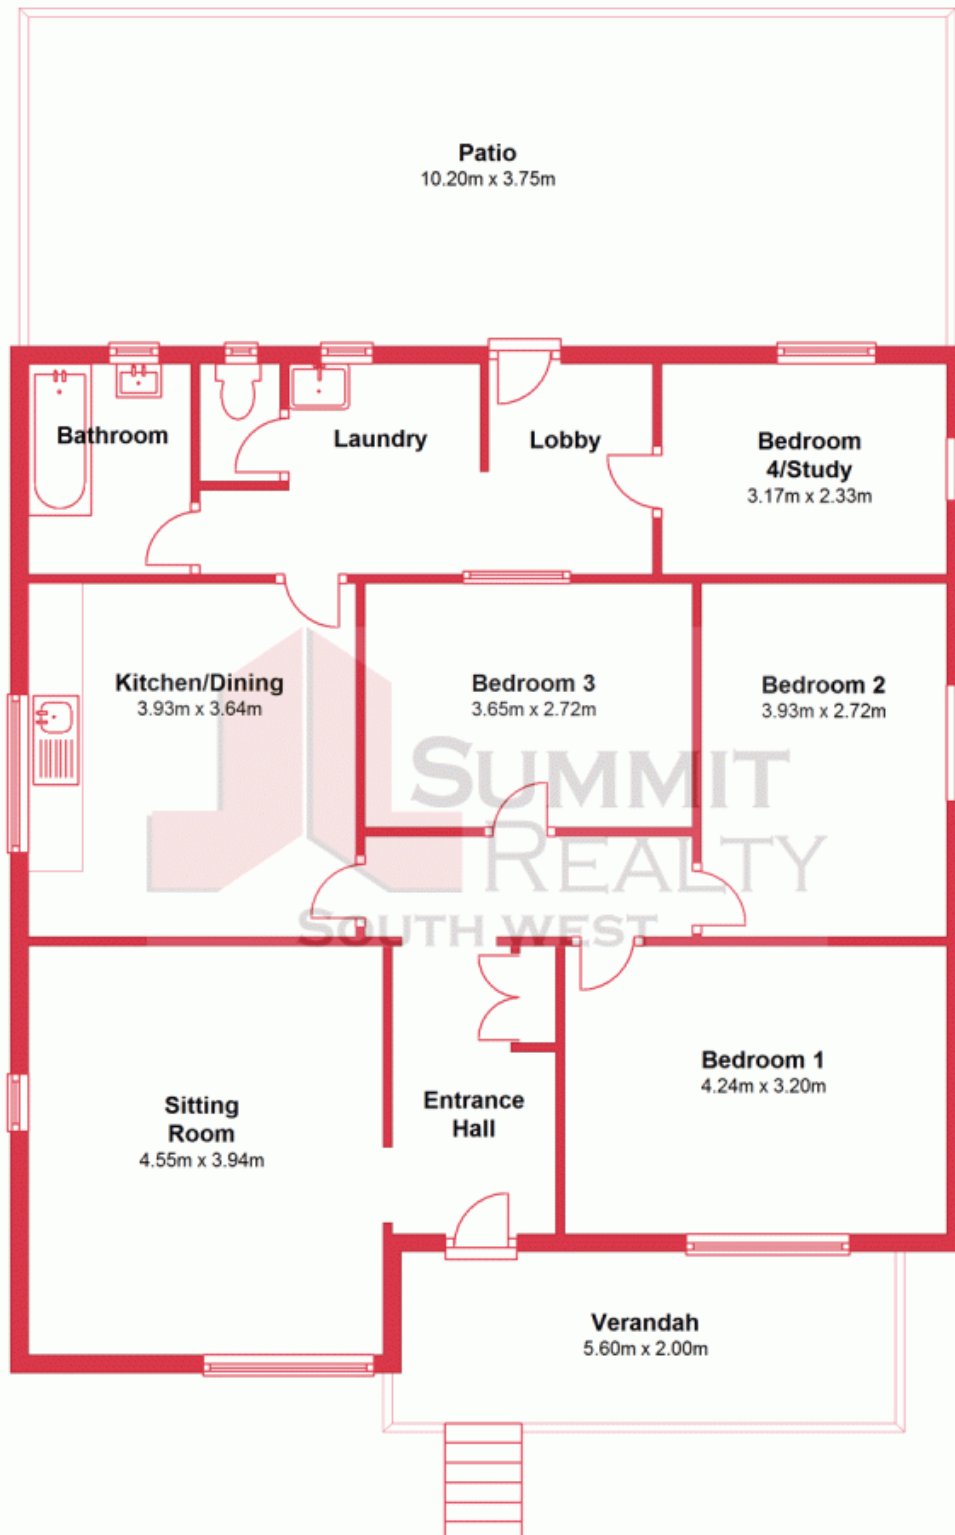 Patio
10.20m x 3.75m
Bathroom
Laundry
Lobby
Bedroom
4/Study
3.17m x 2.33m
Kitchen/Dining
3.93m x 3.64m
Bedroom 3
3.65m x 2.72m
Bedroom 2
3.93m x 2.72m
SUMMIT
REALTY
SOUTH WEST
Sitting
Room
4.55m x 3.94m
Entrance
Hall
Bedroom 1
4.24m x 3.20m
Verandah
5.60m x 2.00m